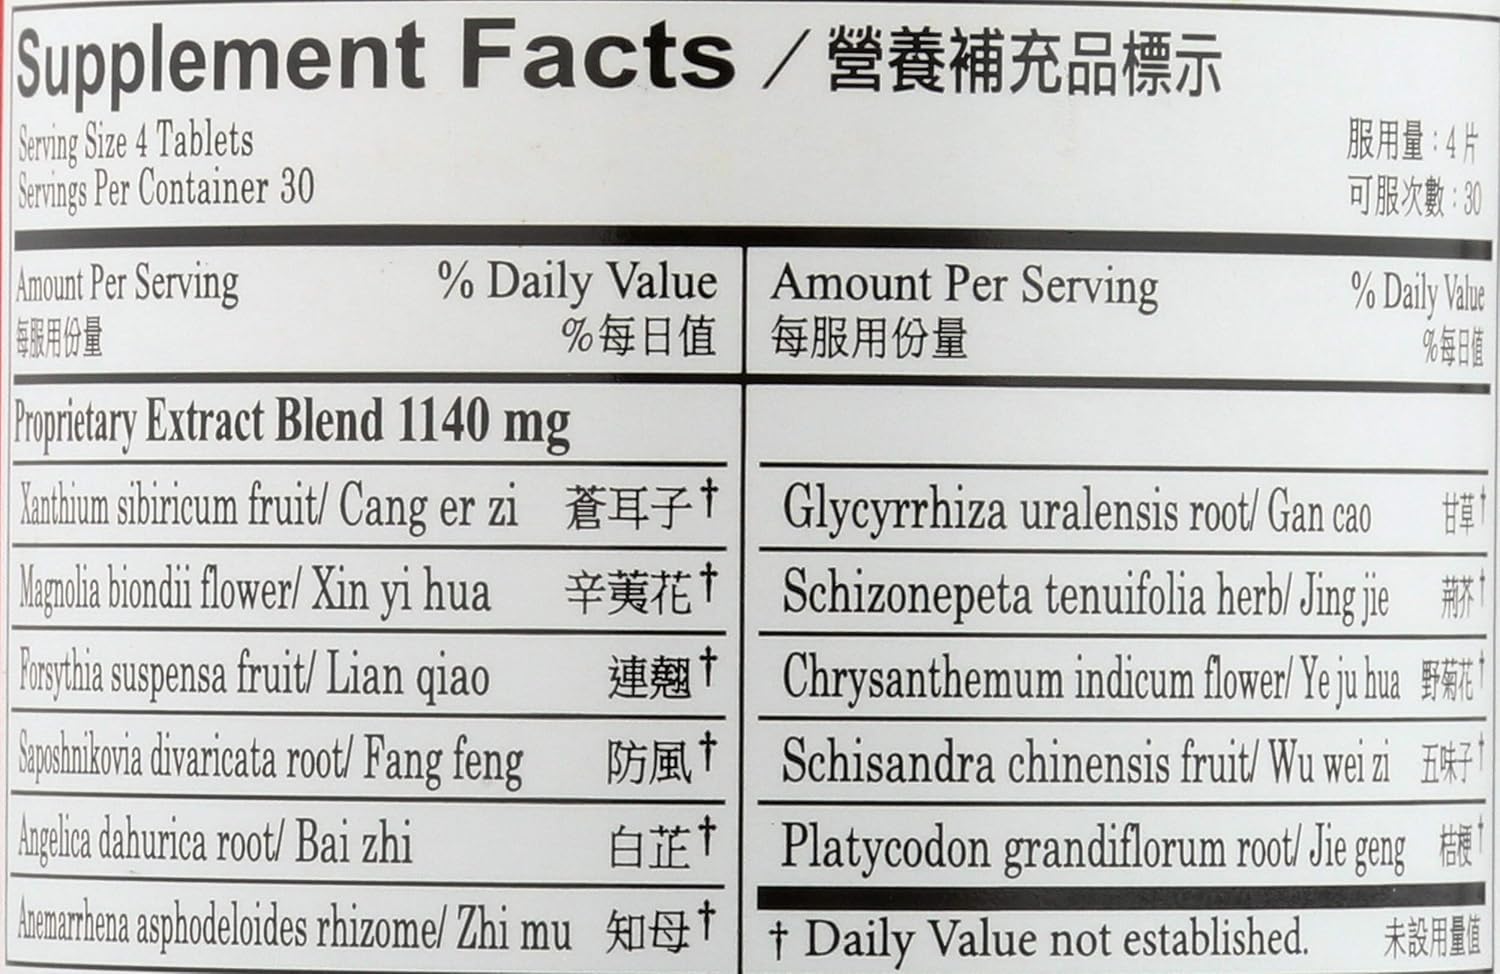 Supplement Facts / 營養補充品標示
Serving Size 4 Tablets 服用量：4 片
Servings Per Container 30 可服次數：30
Amount Per Serving % Daily Value
每服用份量 %每日值
Proprietary Extract Blend 1140 mg
Xanthium sibiricum fruit/ Cang er zi 蒼耳子†
Magnolia biondii flower/ Xin yi hua 辛荑花†
Forsythia suspensa fruit/ Lian qiao 連翹†
Saposhnikovia divaricata root/ Fang feng 防風†
Angelica dahurica root/ Bai zhi 白芷†
Anemarrhena asphodeloides rhizome/ Zhi mu 知母†
Amount Per Serving % Daily Value
每服用份量 %每日值
Glycyrrhiza uralensis root/ Gan cao 甘草†
Schizonepeta tenuifolia herb/ Jing jie 荊芥†
Chrysanthemum indicum flower/ Ye ju hua 野菊花†
Schisandra chinensis fruit/ Wu wei zi 五味子†
Platycodon grandiflorum root/ Jie geng 桔梗†
† Daily Value not established. 未設用量值